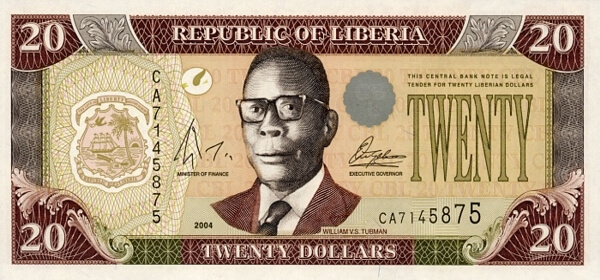 20 REPUBLIC OF LIBERIA 20
THIS CENTRAL BANK NOTE IS LEGAL
TENDER FOR TWENTY LIBERIAN DOLLARS
CA7145875
TWENTY
MINISTER OF FINANCE
EXECUTIVE GOVERNOR
CA7145875
2004
WILLIAM V.S. TUBMAN
20 TWENTY DOLLARS 20